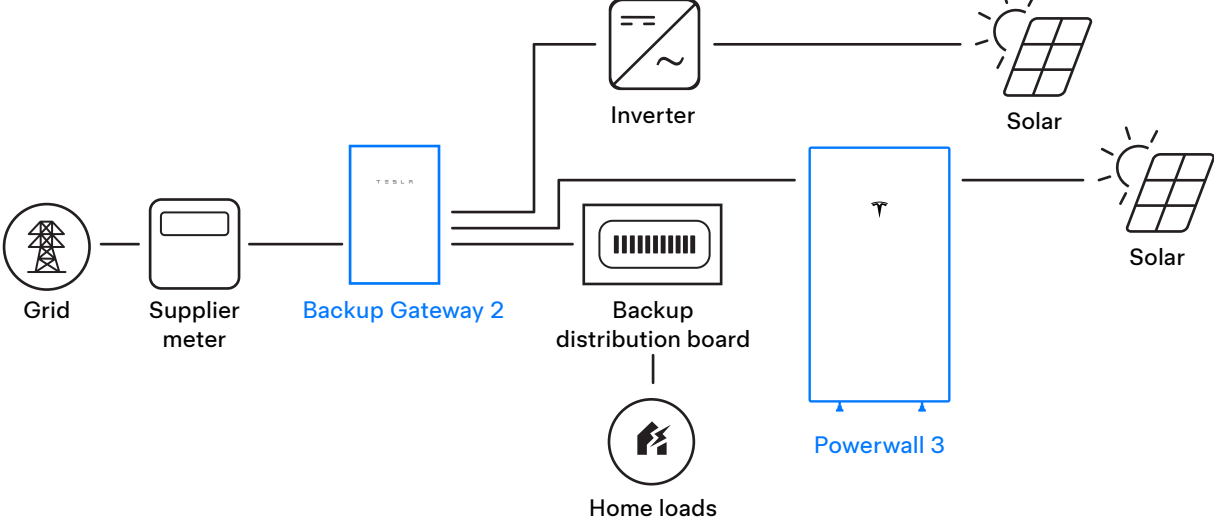 Inverter
Solar
TESLA
Solar
Grid
Supplier
meter
Backup Gateway 2
Backup
distribution board
Powerwall 3
Home loads